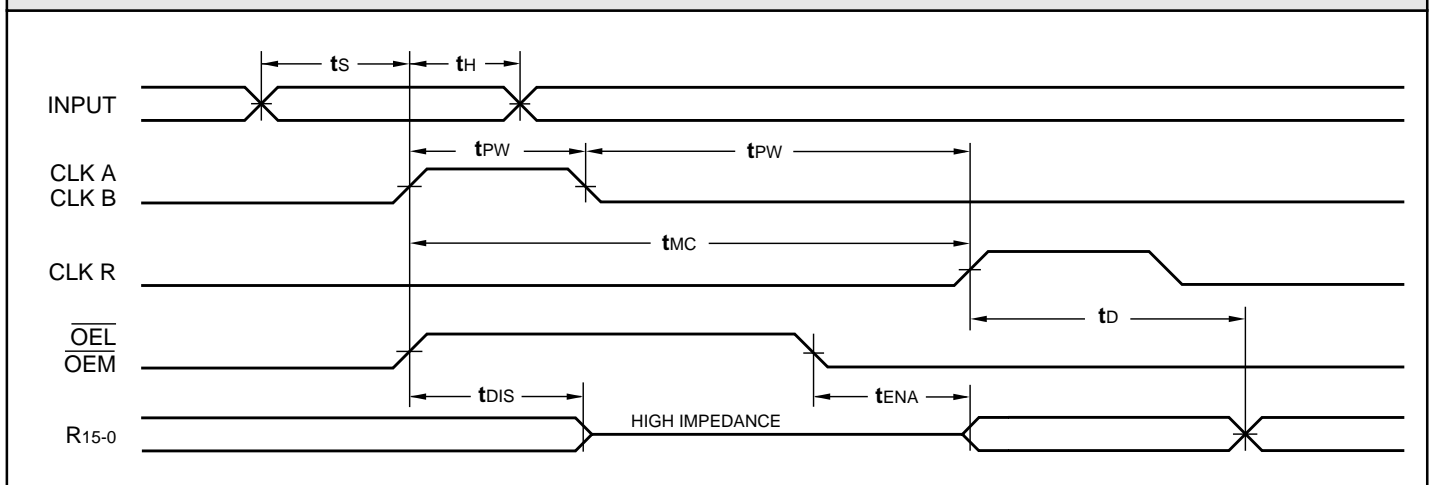 tS tH
INPUT
tPW tPW
CLK A
CLK B
tMC
CLK R
tD
OEL
OEM
tDIS tENA
HIGH IMPEDANCE
R15-0